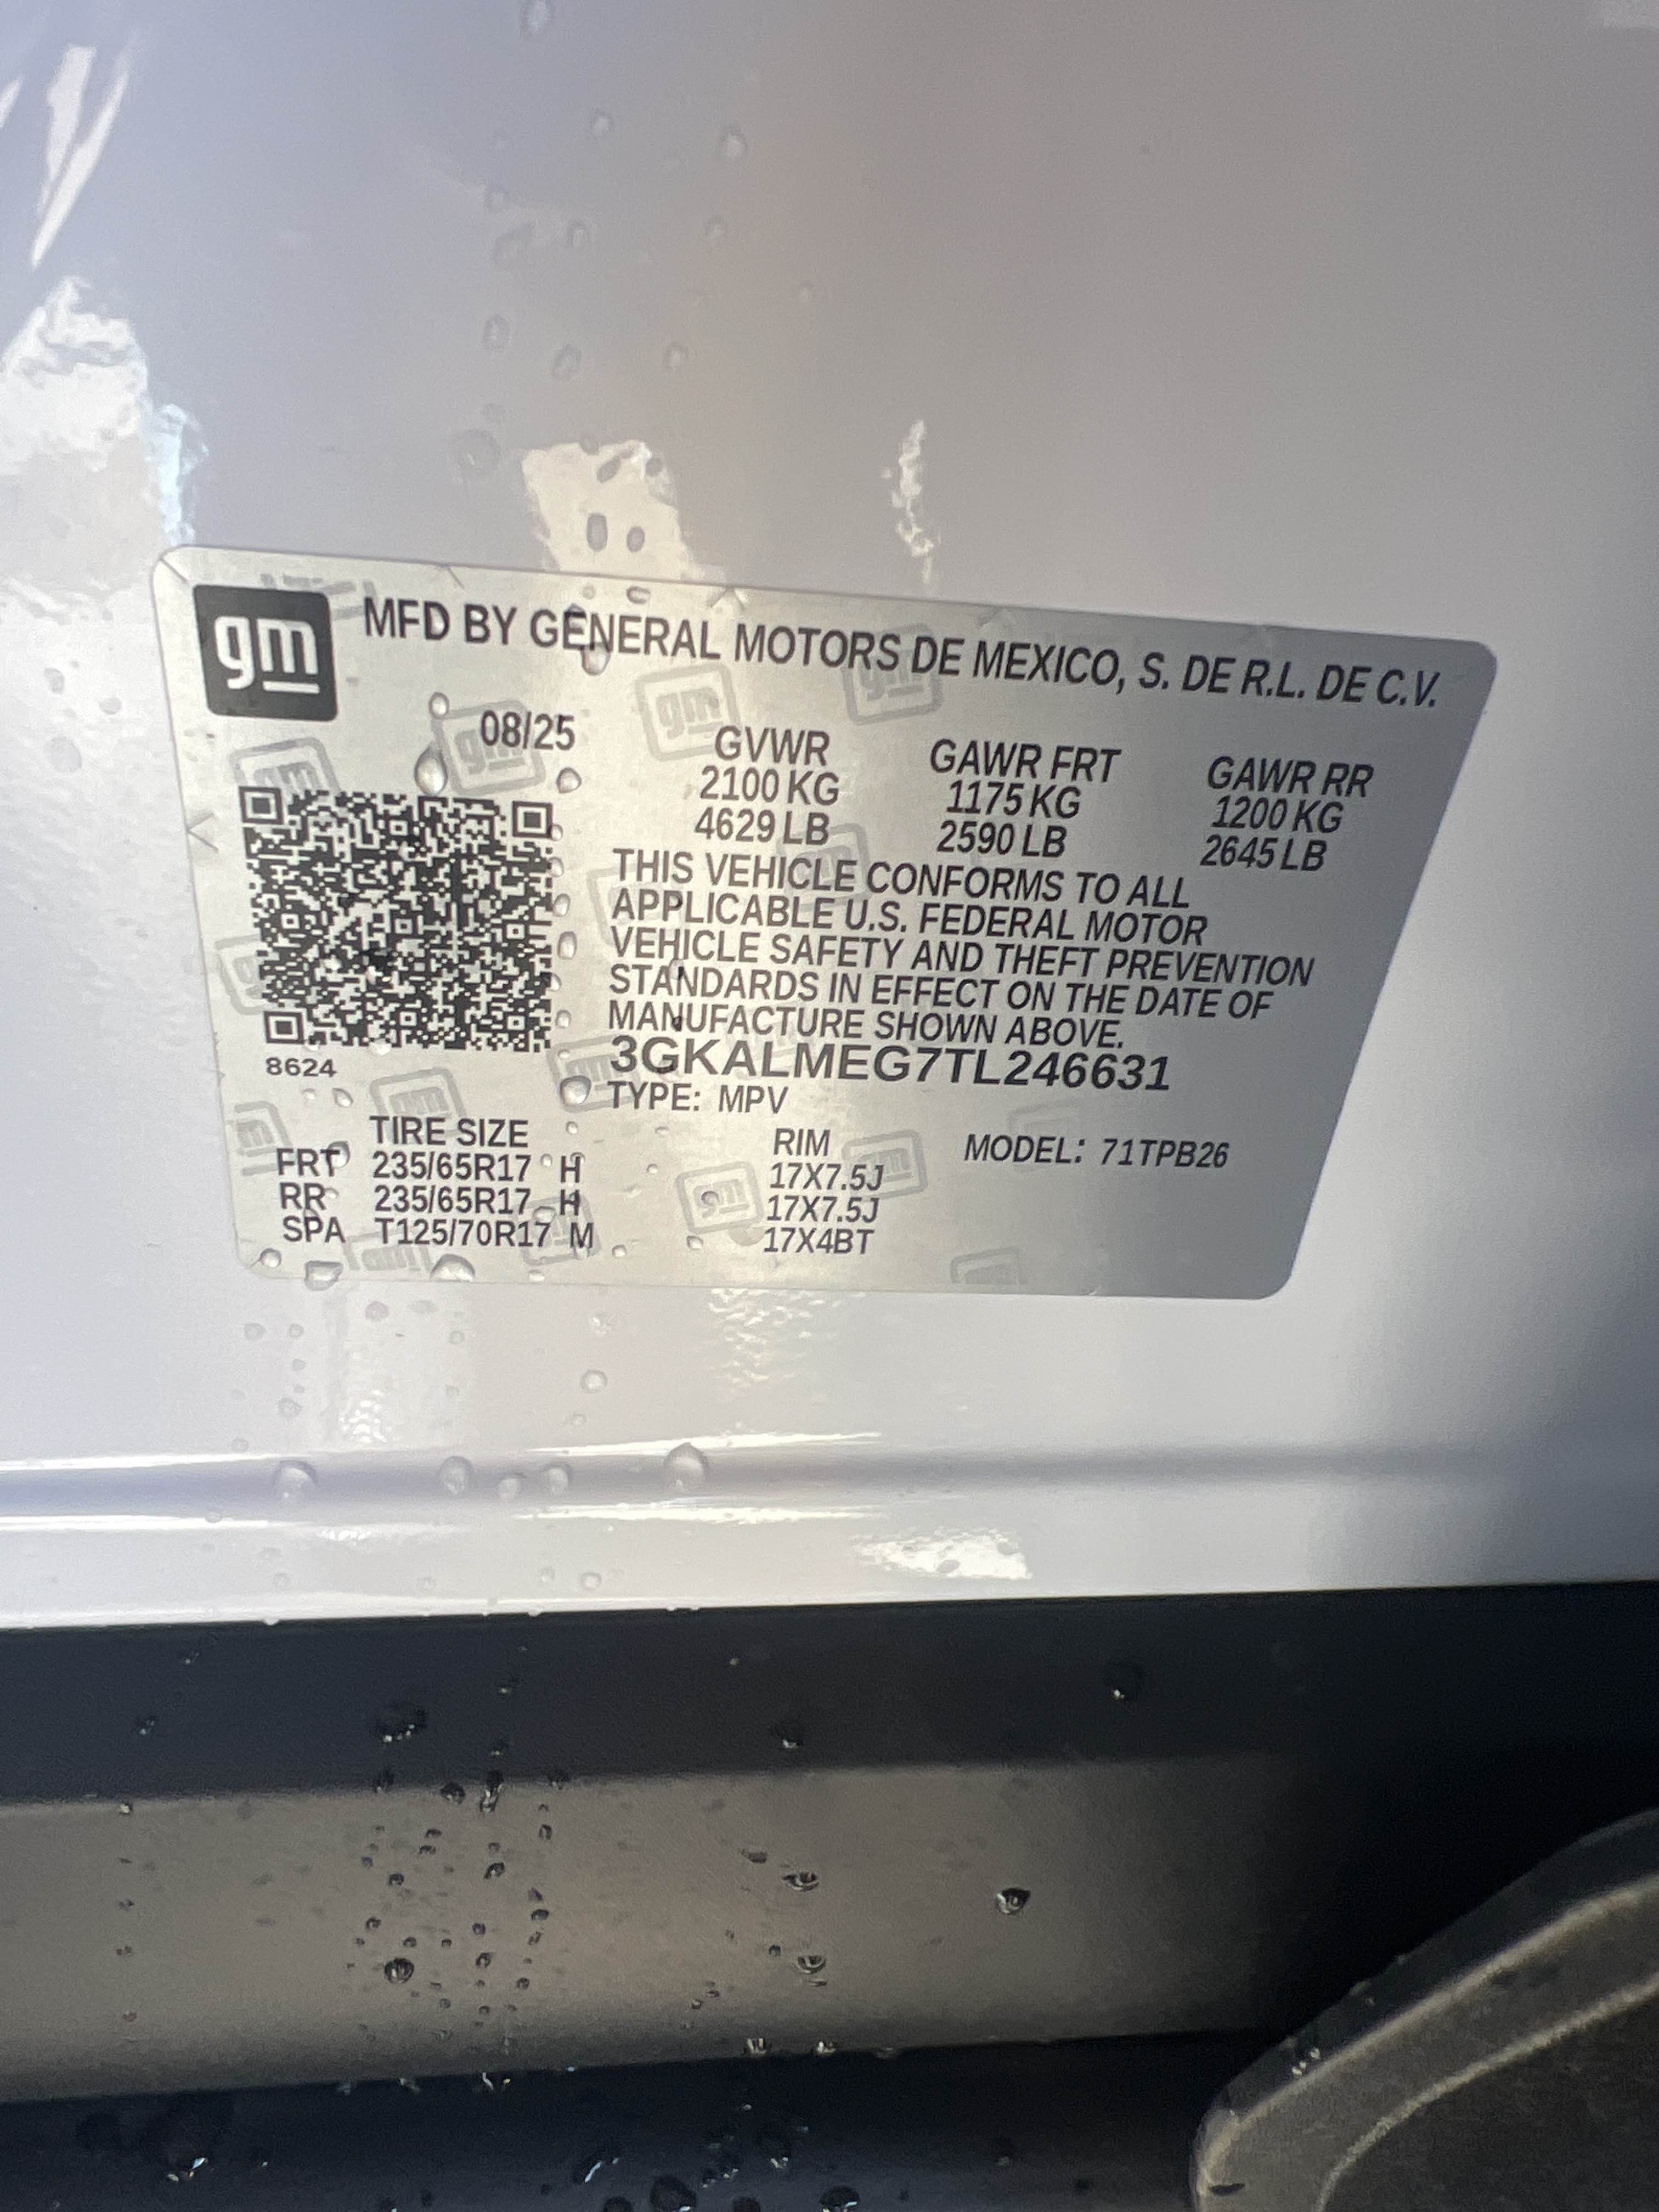 gm
MFD BY GENERAL MOTORS DE MEXICO, S. DE R.L. DE C.V.
08/25
GVWR GAWR FRT GAWR RR
2100 KG 1175 KG 1200 KG
4629 LB 2590 LB 2645 LB
THIS VEHICLE CONFORMS TO ALL
APPLICABLE U.S. FEDERAL MOTOR
VEHICLE SAFETY AND THEFT PREVENTION
STANDARDS IN EFFECT ON THE DATE OF
MANUFACTURE SHOWN ABOVE.
3GKALMEG7TL246631
8624
TYPE: MPV MODEL: 71TPB26
TIRE SIZE RIM
FRT 235/65R17 H 17X7.5J
RR 235/65R17 H 17X7.5J
SPA T125/70R17 M 17X4BT